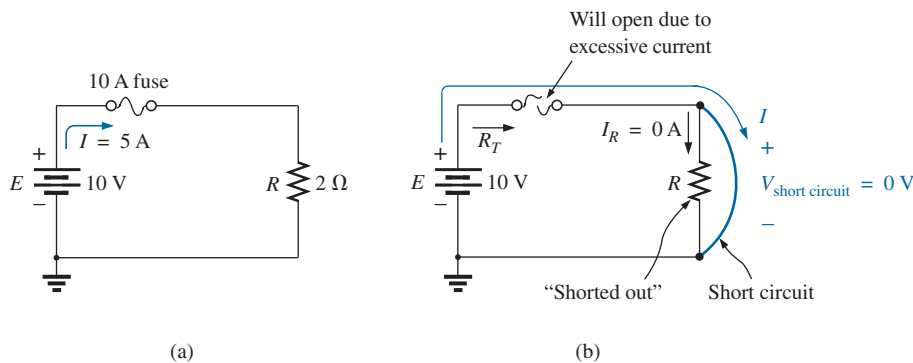 10 A fuse
I = 5 A
+
E
10 V
−
R
2 Ω
(a)
Will open due to
excessive current
I
+
R_T
I_R = 0 A
+
E
10 V
−
R
V_short circuit = 0 V
−
“Shorted out”
Short circuit
(b)